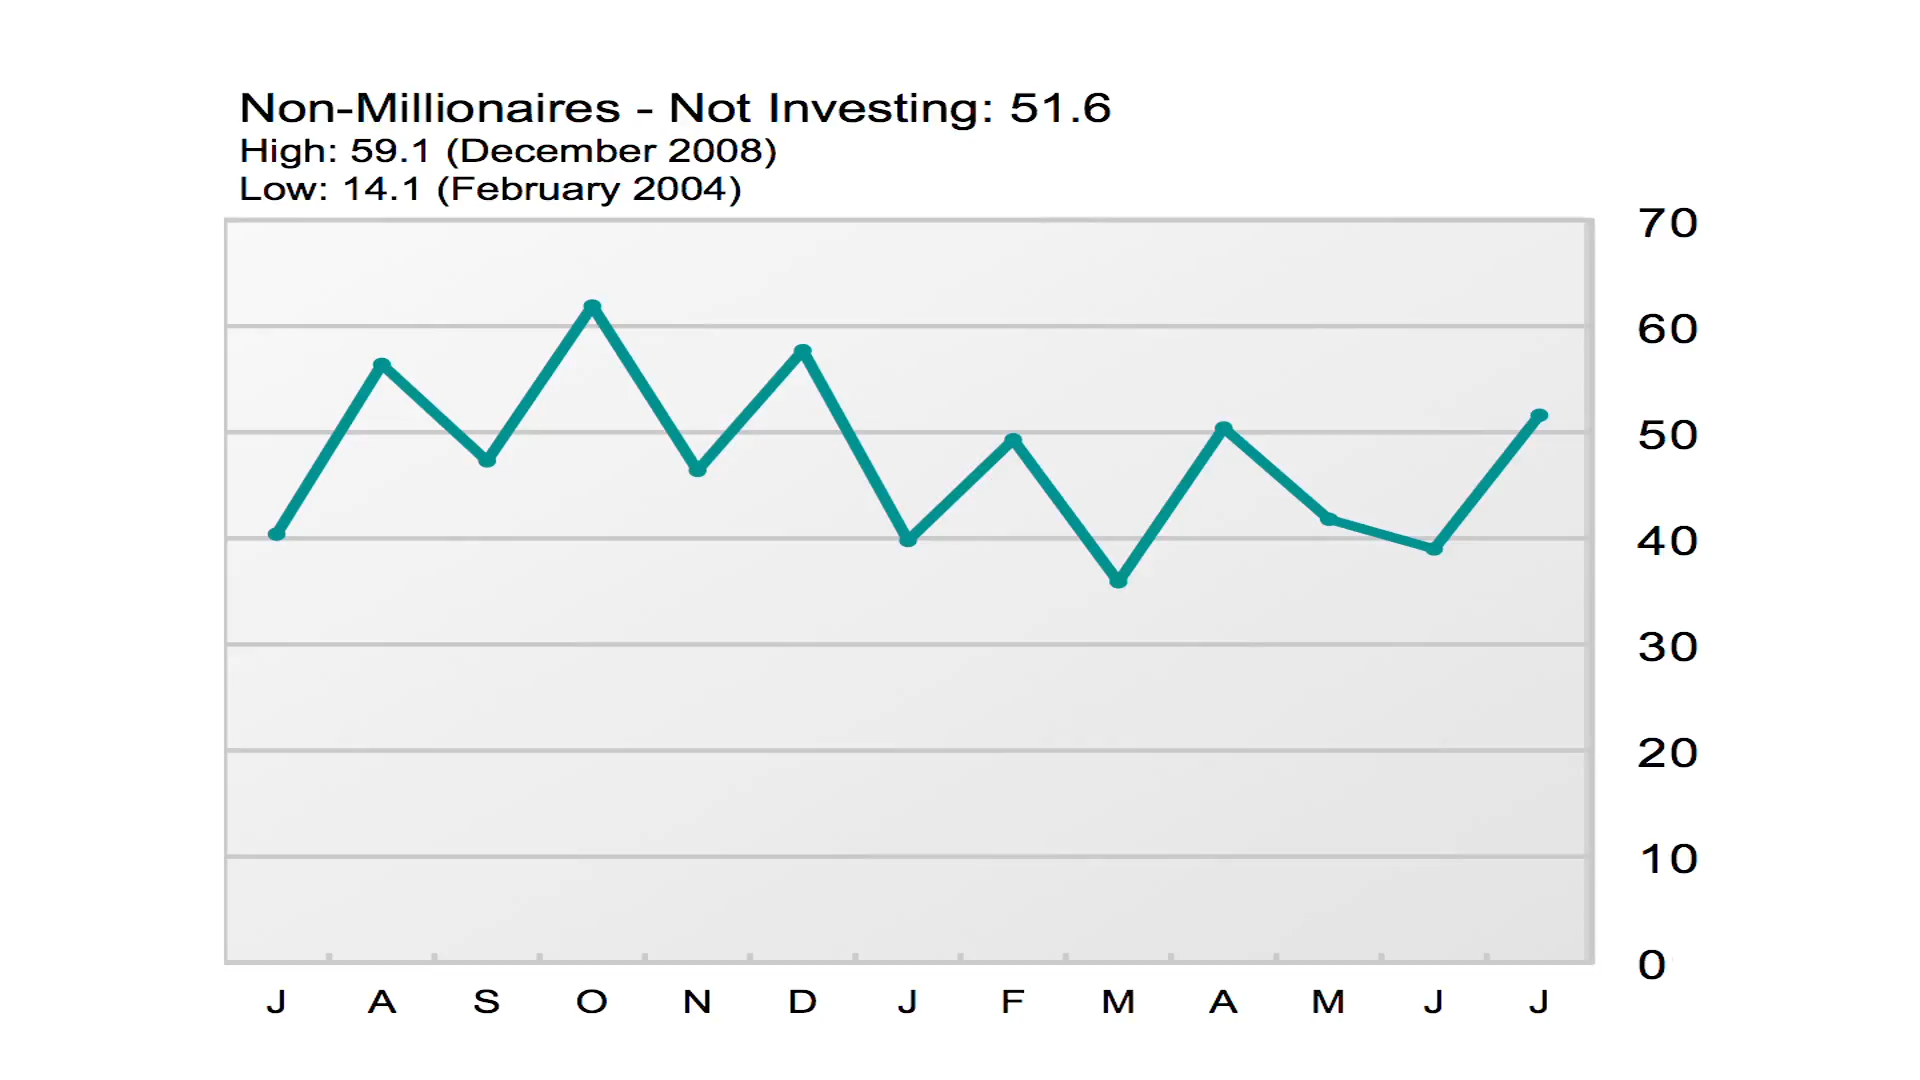 Non-Millionaires - Not Investing: 51.6
High: 59.1 (December 2008)
Low: 14.1 (February 2004)
70
60
50
40
30
20
10
0
J A S O N D J F M A M J J